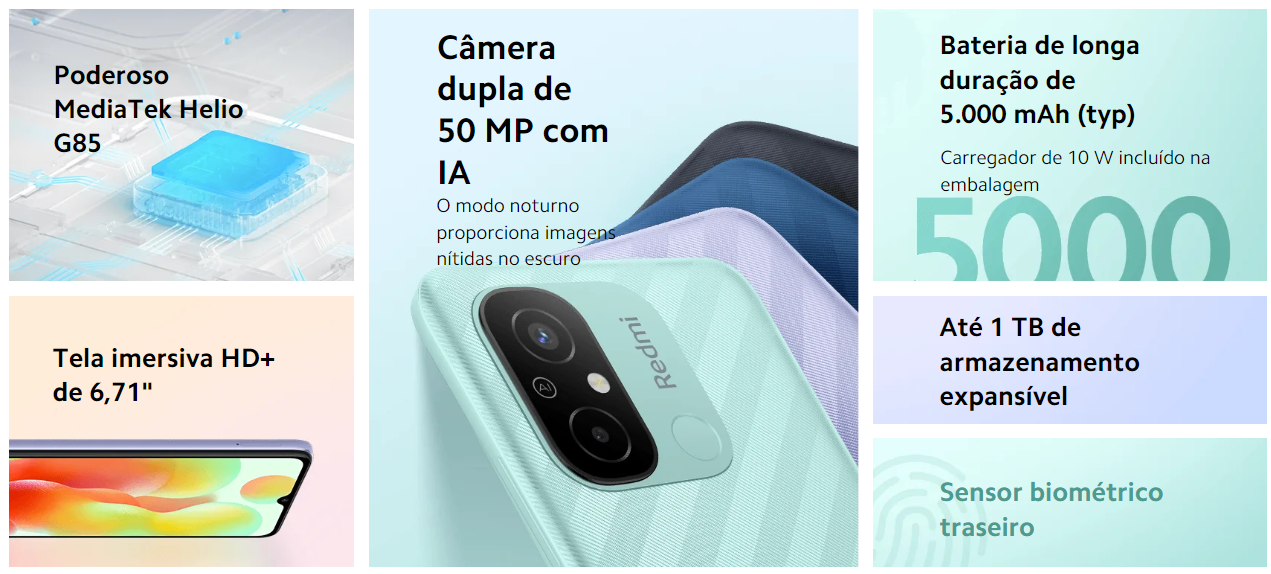 Poderoso
MediaTek Helio
G85
Tela imersiva HD+
de 6,71"
Câmera
dupla de
50 MP com
IA
O modo noturno
proporciona imagens
nítidas no escuro
AI
Redmi
Bateria de longa
duração de
5.000 mAh (typ)
Carregador de 10 W incluído na
embalagem
5000
Até 1 TB de
armazenamento
expansível
Sensor biométrico
traseiro